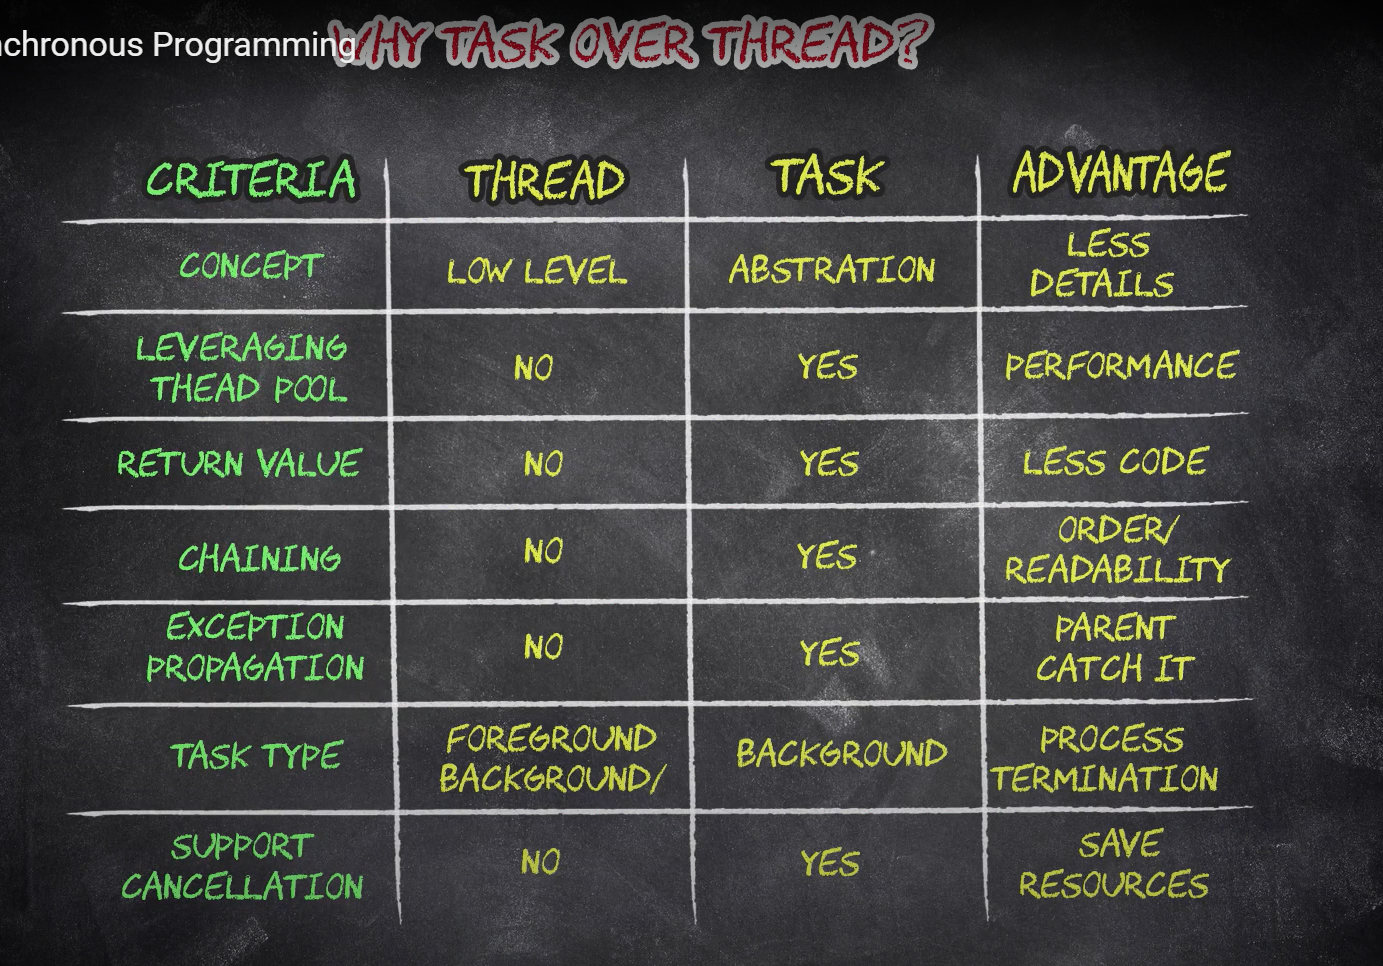 nchronous Programming
WHY TASK OVER THREAD?
CRITERIA THREAD TASK ADVANTAGE
CONCEPT LOW LEVEL ABSTRATION LESS
DETAILS
LEVERAGING
THEAD POOL NO YES PERFORMANCE
RETURN VALUE NO YES LESS CODE
CHAINING NO YES ORDER/
READABILITY
EXCEPTION
PROPAGATION NO YES PARENT
CATCH IT
TASK TYPE FOREGROUND
BACKGROUND/ BACKGROUND PROCESS
TERMINATION
SUPPORT
CANCELLATION NO YES SAVE
RESOURCES